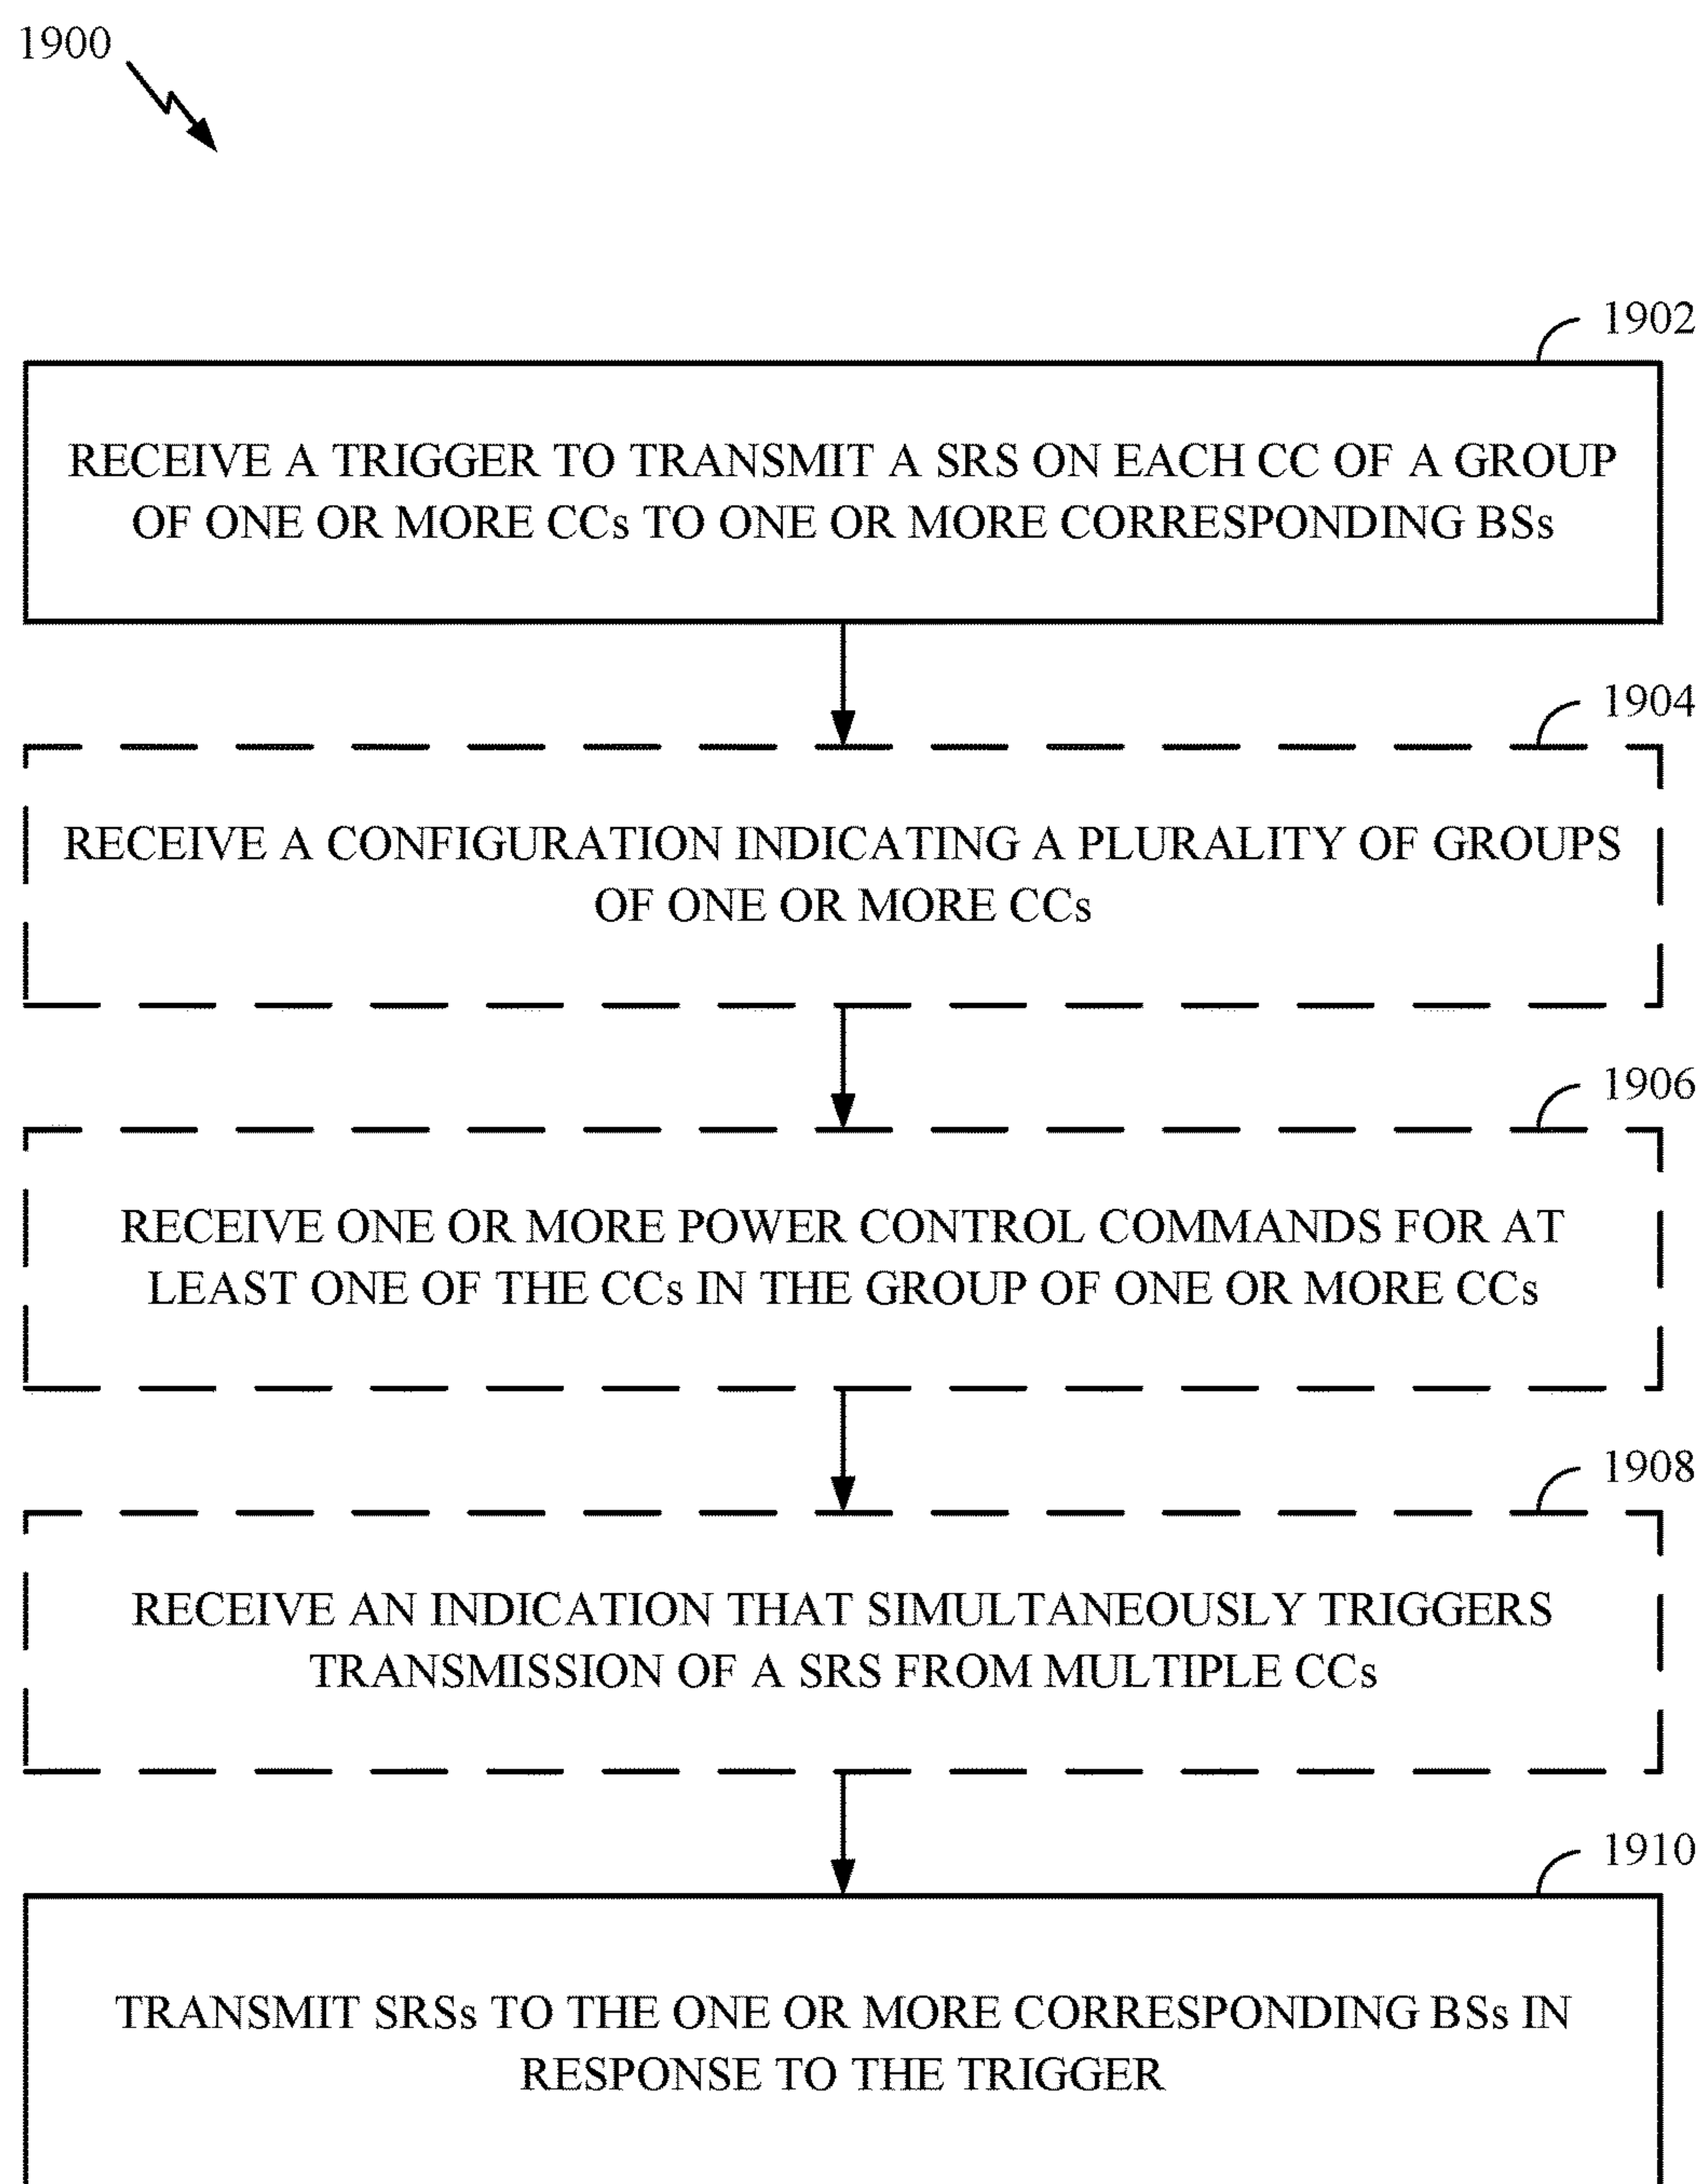 1900
1902
RECEIVE A TRIGGER TO TRANSMIT A SRS ON EACH CC OF A GROUP
OF ONE OR MORE CCs TO ONE OR MORE CORRESPONDING BSs
1904
RECEIVE A CONFIGURATION INDICATING A PLURALITY OF GROUPS
OF ONE OR MORE CCs
1906
RECEIVE ONE OR MORE POWER CONTROL COMMANDS FOR AT
LEAST ONE OF THE CCs IN THE GROUP OF ONE OR MORE CCs
1908
RECEIVE AN INDICATION THAT SIMULTANEOUSLY TRIGGERS
TRANSMISSION OF A SRS FROM MULTIPLE CCs
1910
TRANSMIT SRSs TO THE ONE OR MORE CORRESPONDING BSs IN
RESPONSE TO THE TRIGGER